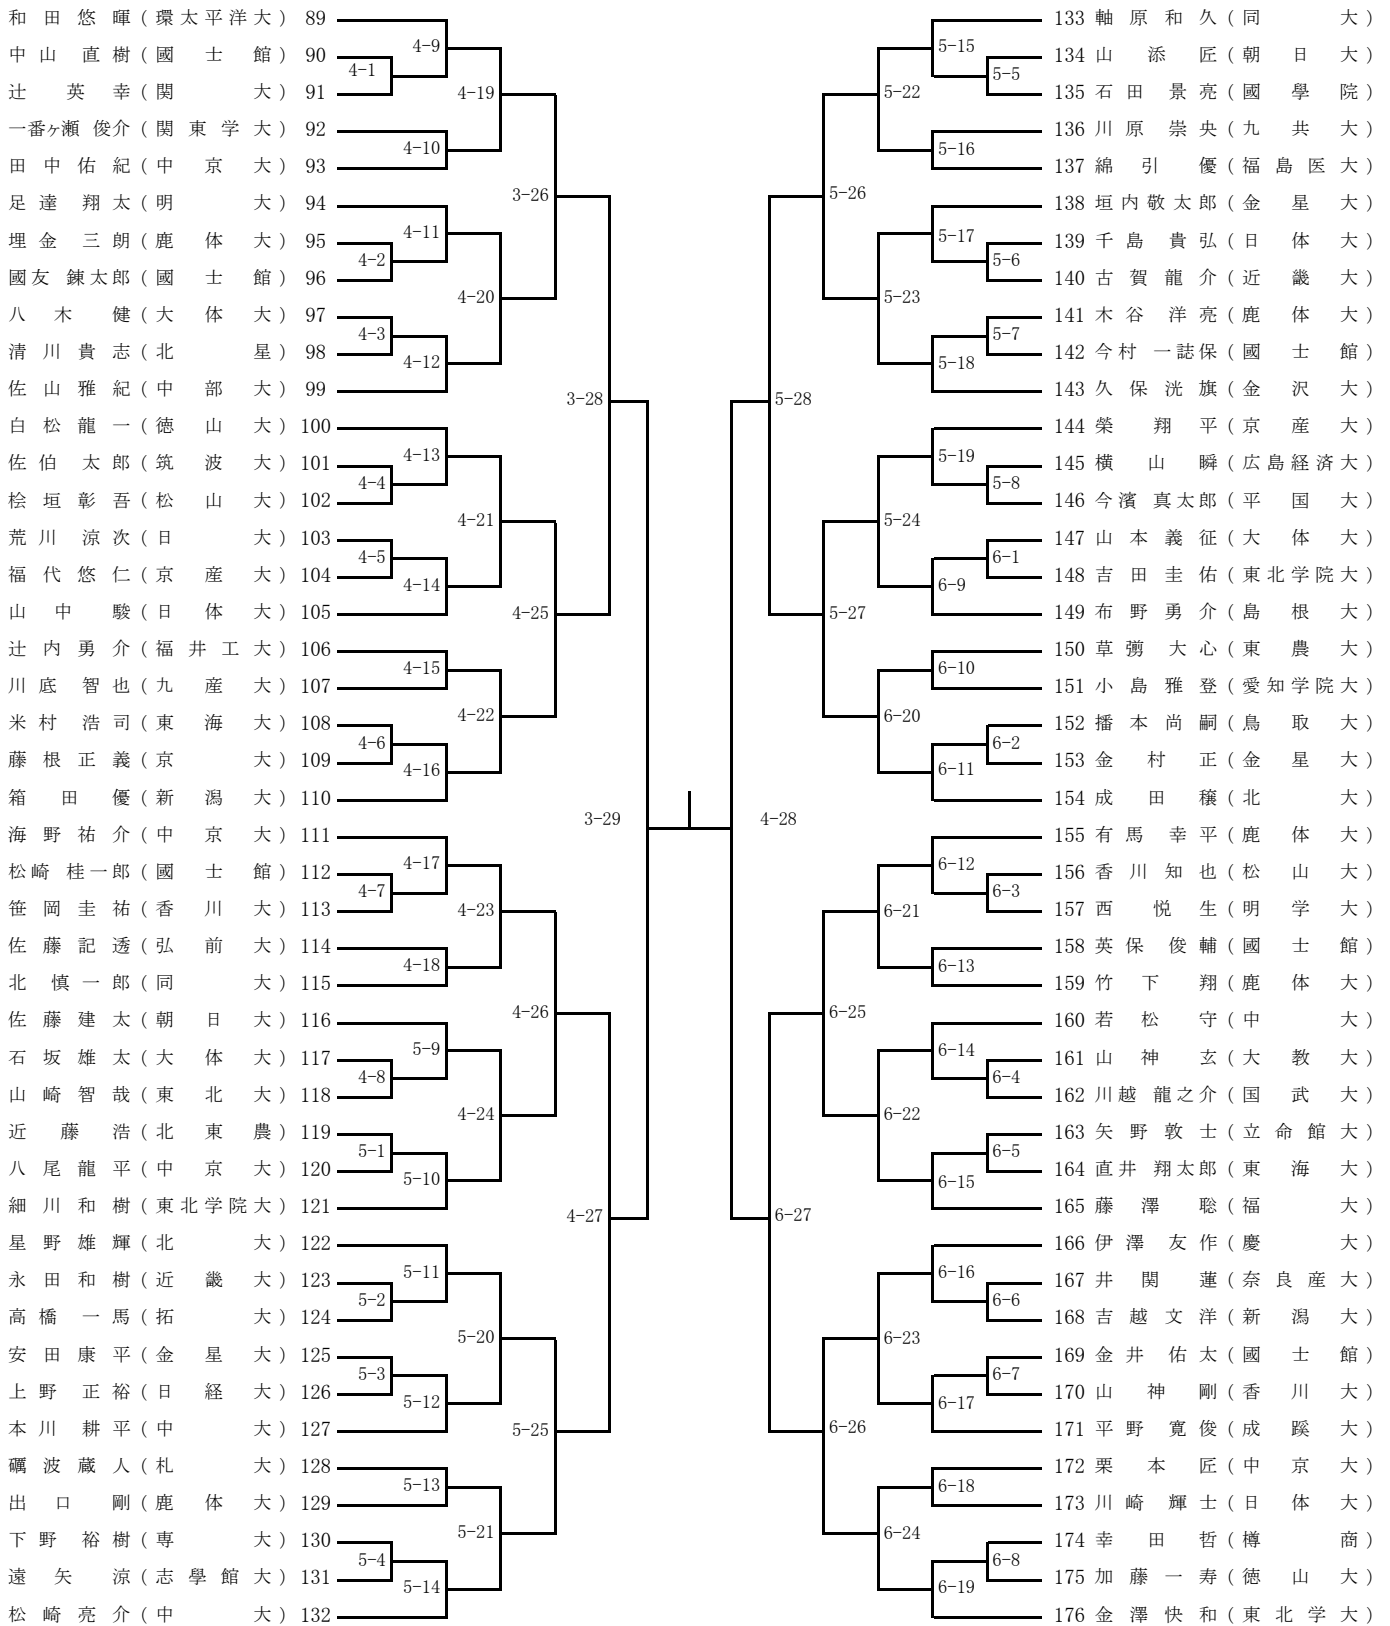 和田悠暉(環太平洋大) 89
中山直樹(國士館) 90
辻英幸(関大) 91
一番ヶ瀬 俊介(関東学大) 92
田中佑紀(中京大) 93
足達翔太(明大) 94
埋金三朗(鹿体大) 95
國友 錬太郎(國士館) 96
八木健(大体大) 97
清川貴志(北星) 98
佐山雅紀(中部大) 99
白松龍一(徳山大) 100
佐伯太郎(筑波大) 101
桧垣彰吾(松山大) 102
荒川涼次(日大) 103
福代悠仁(京産大) 104
山中駿(日体大) 105
辻内勇介(福井工大) 106
川底智也(九産大) 107
米村浩司(東海大) 108
藤根正義(京大) 109
箱田優(新潟大) 110
海野祐介(中京大) 111
松崎 桂一郎(國士館) 112
笹岡圭祐(香川大) 113
佐藤記透(弘前大) 114
北慎一郎(同大) 115
佐藤建太(朝日大) 116
石坂雄太(大体大) 117
山崎智哉(東北大) 118
近藤浩(北東農) 119
八尾龍平(中京大) 120
細川和樹(東北学院大) 121
星野雄輝(北大) 122
永田和樹(近畿大) 123
高橋一馬(拓大) 124
安田康平(金星大) 125
上野正裕(日経大) 126
本川耕平(中大) 127
礪波蔵人(札大) 128
出口剛(鹿体大) 129
下野裕樹(専大) 130
遠矢涼(志學館大) 131
松崎亮介(中大) 132
4-9
4-1
4-19
4-10
3-26
4-11
4-2
4-20
4-3
4-12
3-28
4-13
4-4
4-21
4-5
4-14
4-25
4-15
4-22
4-6
4-16
3-29
4-17
4-7
4-23
4-18
4-26
5-9
4-8
4-24
5-1
5-10
4-27
5-11
5-2
5-20
5-3
5-12
5-25
5-13
5-21
5-4
5-14
5-15
5-5
5-22
5-16
5-26
5-17
5-6
5-23
5-7
5-18
5-28
5-19
5-8
5-24
6-1
6-9
5-27
6-10
6-20
6-2
6-11
4-28
6-12
6-3
6-21
6-13
6-25
6-14
6-4
6-22
6-5
6-15
6-27
6-16
6-6
6-23
6-7
6-17
6-26
6-18
6-24
6-8
6-19
133 軸原和久(同大)
134 山添匠(朝日大)
135 石田景亮(國學院)
136 川原崇央(九共大)
137 綿引優(福島医大)
138 垣内敬太郎(金星大)
139 千島貴弘(日体大)
140 古賀龍介(近畿大)
141 木谷洋亮(鹿体大)
142 今村 一誌保(國士館)
143 久保洸旗(金沢大)
144 榮翔平(京産大)
145 横山瞬(広島経済大)
146 今濱 真太郎(平国大)
147 山本義征(大体大)
148 吉田圭佑(東北学院大)
149 布野勇介(島根大)
150 草彅大心(東農大)
151 小島雅登(愛知学院大)
152 播本尚嗣(鳥取大)
153 金村正(金星大)
154 成田穣(北大)
155 有馬幸平(鹿体大)
156 香川知也(松山大)
157 西悦生(明学大)
158 英保俊輔(國士館)
159 竹下翔(鹿体大)
160 若松守(中大)
161 山神玄(大教大)
162 川越 龍之介(国武大)
163 矢野敦士(立命館大)
164 直井 翔太郎(東海大)
165 藤澤聡(福大)
166 伊澤友作(慶大)
167 井関蓮(奈良産大)
168 吉越文洋(新潟大)
169 金井佑太(國士館)
170 山神剛(香川大)
171 平野寛俊(成蹊大)
172 栗本匠(中京大)
173 川崎輝士(日体大)
174 幸田哲(樽商)
175 加藤一寿(徳山大)
176 金澤快和(東北学大)